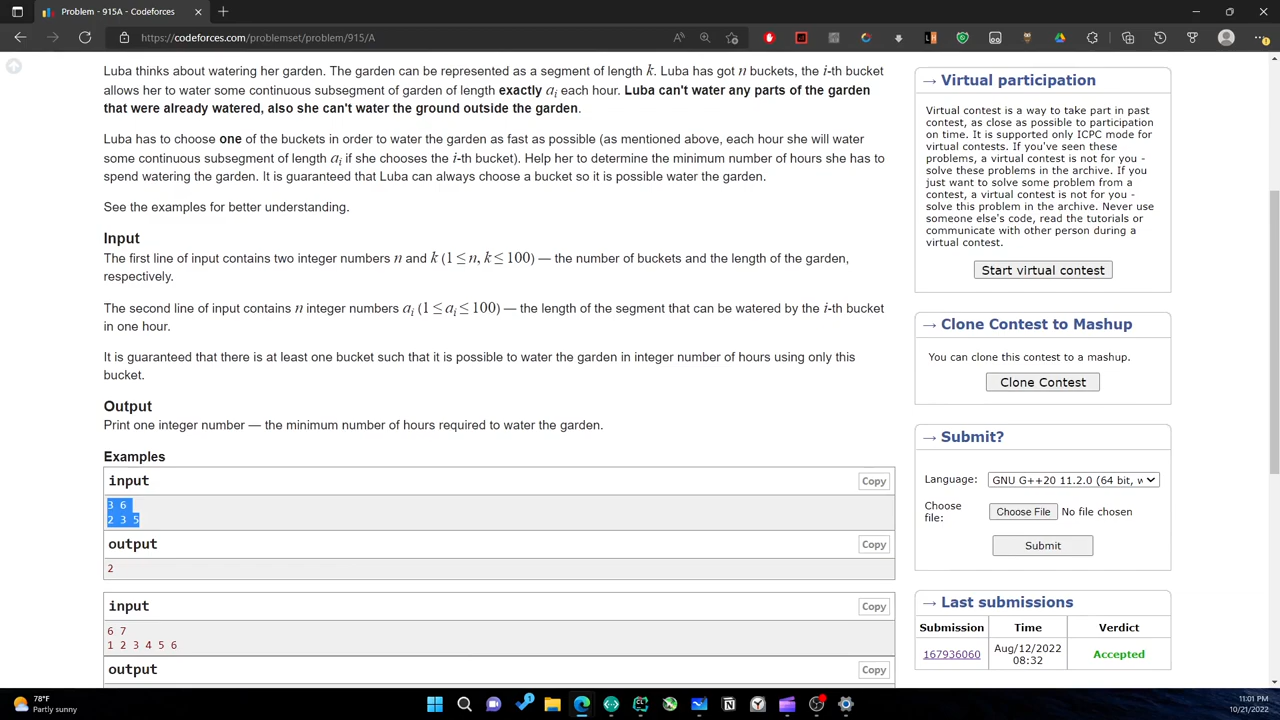 Problem - 915A - Codeforces
https://codeforces.com/problemset/problem/915/A
Luba thinks about watering her garden. The garden can be represented as a segment of length k. Luba has got n buckets, the i-th bucket
allows her to water some continuous subsegment of garden of length exactly ai each hour. Luba can't water any parts of the garden
that were already watered, also she can't water the ground outside the garden.
Luba has to choose one of the buckets in order to water the garden as fast as possible (as mentioned above, each hour she will water
some continuous subsegment of length ai if she chooses the i-th bucket). Help her to determine the minimum number of hours she has to
spend watering the garden. It is guaranteed that Luba can always choose a bucket so it is possible water the garden.
See the examples for better understanding.
Input
The first line of input contains two integer numbers n and k (1 ≤ n, k ≤ 100) — the number of buckets and the length of the garden,
respectively.
The second line of input contains n integer numbers ai (1 ≤ ai ≤ 100) — the length of the segment that can be watered by the i-th bucket
in one hour.
It is guaranteed that there is at least one bucket such that it is possible to water the garden in integer number of hours using only this
bucket.
Output
Print one integer number — the minimum number of hours required to water the garden.
Examples
input
Copy
3 6
2 3 5
output
Copy
2
input
Copy
6 7
1 2 3 4 5 6
output
Copy
→ Virtual participation
Virtual contest is a way to take part in past
contest, as close as possible to participation
on time. It is supported only ICPC mode for
virtual contests. If you've seen these
problems, a virtual contest is not for you -
solve these problems in the archive. If you
just want to solve some problem from a
contest, a virtual contest is not for you -
solve this problem in the archive. Never use
someone else's code, read the tutorials or
communicate with other person during a
virtual contest.
Start virtual contest
→ Clone Contest to Mashup
You can clone this contest to a mashup.
Clone Contest
→ Submit?
Language: GNU G++20 11.2.0 (64 bit, w
Choose
file:
Choose File No file chosen
Submit
→ Last submissions
Submission Time Verdict
167936060 Aug/12/2022
08:32 Accepted
78°F
Partly sunny
11:01 PM
10/21/2022